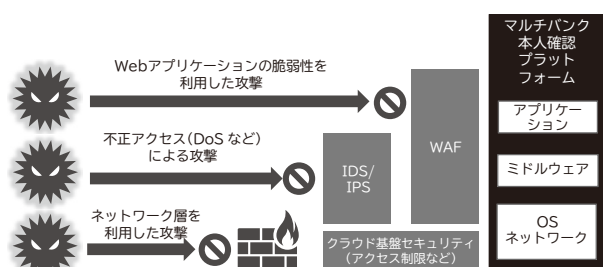 Webアプリケーションの脆弱性を
利用した攻撃
不正アクセス(DoS など)
による攻撃
ネットワーク層を
利用した攻撃
IDS/
IPS
WAF
クラウド基盤セキュリティ
(アクセス制限など)
マルチバンク
本人確認
プラット
フォーム
アプリケー
ション
ミドルウェア
OS
ネットワーク